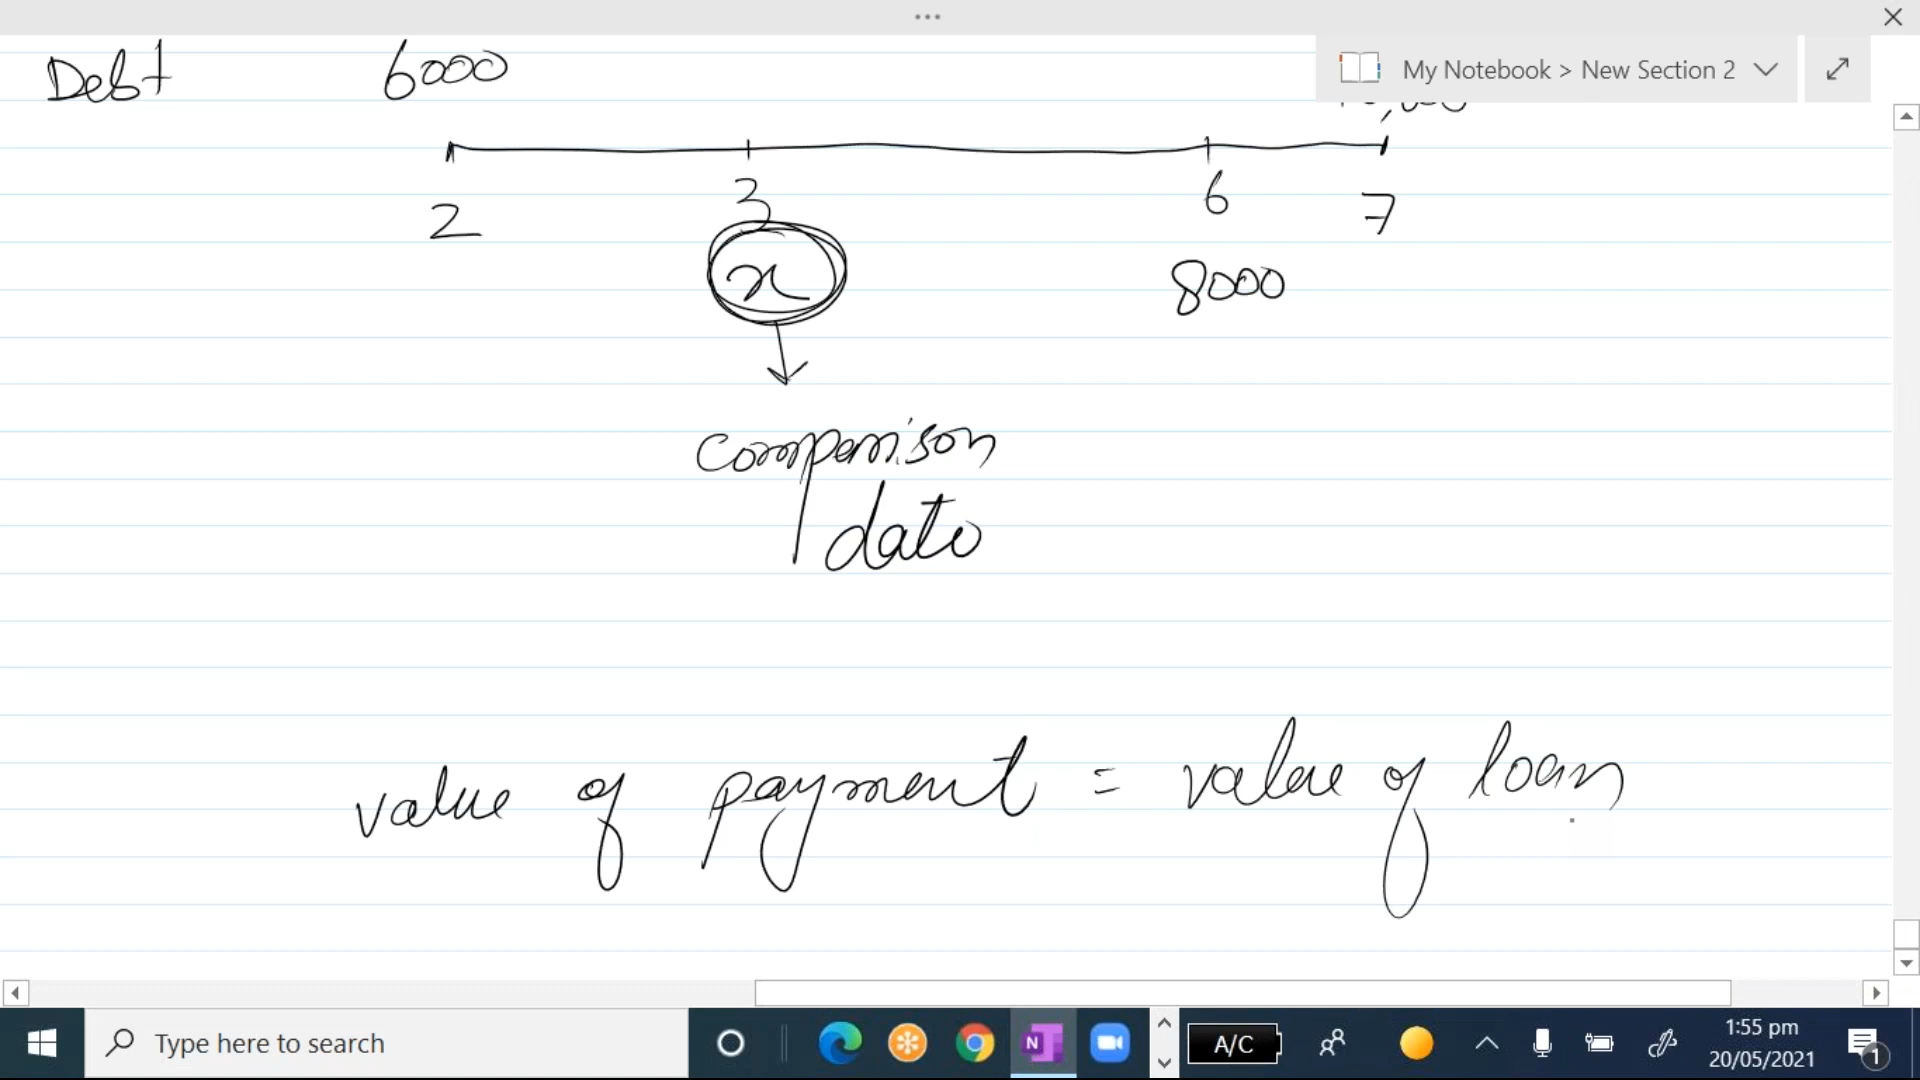 Debt 6000
My Notebook > New Section 2
2 3 6 7
x 8000
comparison
date
value of payment = value of loan
Type here to search
N
A/C
1:55 pm
20/05/2021
1